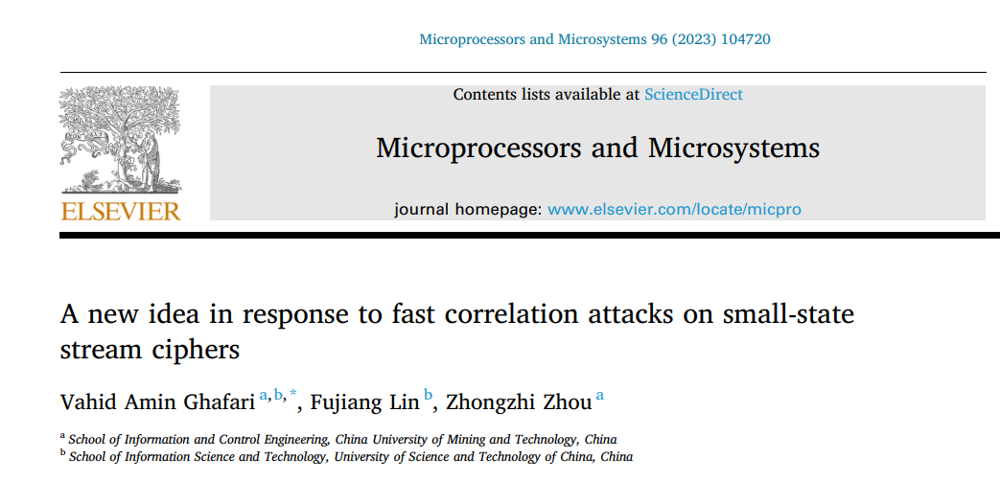 Microprocessors and Microsystems 96 (2023) 104720
Contents lists available at ScienceDirect
Microprocessors and Microsystems
journal homepage: www.elsevier.com/locate/micpro
ELSEVIER
A new idea in response to fast correlation attacks on small-state
stream ciphers
Vahid Amin Ghafari a,b,*, Fujiang Lin b, Zhongzhi Zhou a
a School of Information and Control Engineering, China University of Mining and Technology, China
b School of Information Science and Technology, University of Science and Technology of China, China